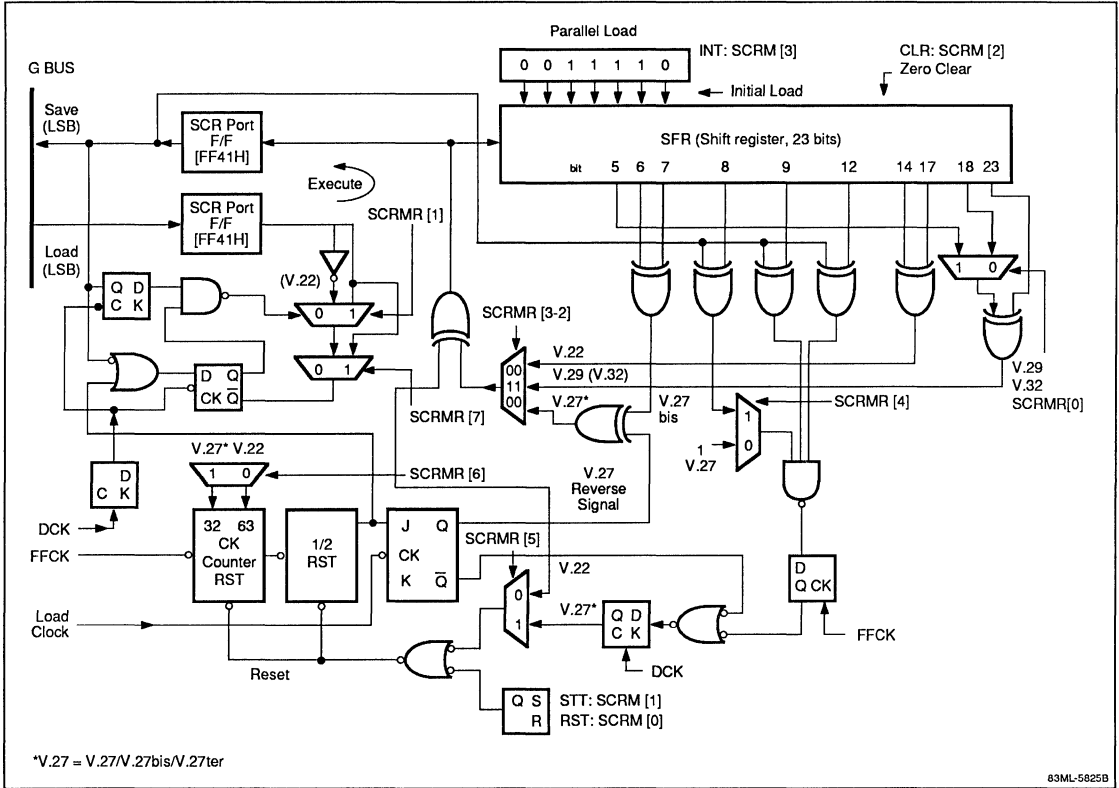 Parallel Load
INT: SCRM [3]
CLR: SCRM [2]
Zero Clear
0 0 1 1 1 1 0
Initial Load
G BUS
Save
(LSB)
SCR Port
F/F
[FF41H]
SFR (Shift register, 23 bits)
bit 5 6 7 8 9 12 14 17 18 23
Execute
SCRMR [1]
SCR Port
F/F
[FF41H]
Load
(LSB)
(V.22)
Q D
C K
0 1
1 0
SCRMR [3-2]
0 1
V.22
00
V.29 (V.32)
11
V.27*
00
D Q
CK Q
SCRMR [7]
V.27
bis
SCRMR [4]
V.29
V.32
SCRMR[0]
1
1
0
V.27
V.27* V.22
1 0
SCRMR [6]
V.27
Reverse
Signal
D
C K
DCK
FFCK
32 63
CK
Counter
RST
1/2
RST
J Q
CK
K Q
SCRMR [5]
V.22
0
V.27*
1
Q D
C K
D
Q CK
FFCK
Load
Clock
DCK
Reset
Q S
R
STT: SCRM [1]
RST: SCRM [0]
*V.27 = V.27/V.27bis/V.27ter
83ML-5825B